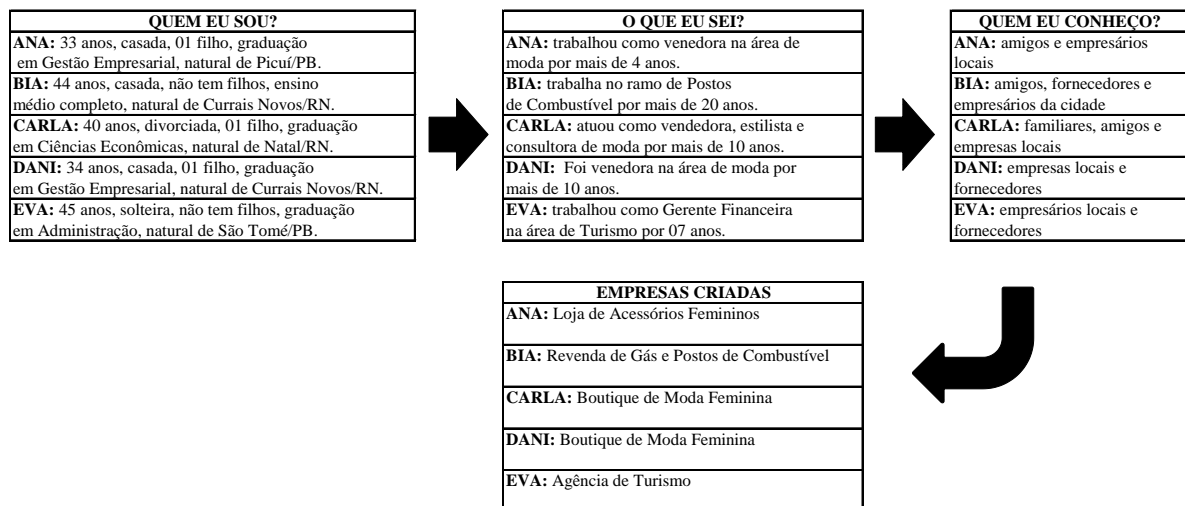 QUEM EU SOU?
ANA: 33 anos, casada, 01 filho, graduação
em Gestão Empresarial, natural de Picuí/PB.
BIA: 44 anos, casada, não tem filhos, ensino
médio completo, natural de Currais Novos/RN.
CARLA: 40 anos, divorciada, 01 filho, graduação
em Ciências Econômicas, natural de Natal/RN.
DANI: 34 anos, casada, 01 filho, graduação
em Gestão Empresarial, natural de Currais Novos/RN.
EVA: 45 anos, solteira, não tem filhos, graduação
em Administração, natural de São Tomé/PB.
O QUE EU SEI?
ANA: trabalhou como venedora na área de
moda por mais de 4 anos.
BIA: trabalha no ramo de Postos
de Combustível por mais de 20 anos.
CARLA: atuou como vendedora, estilista e
consultora de moda por mais de 10 anos.
DANI: Foi venedora na área de moda por
mais de 10 anos.
EVA: trabalhou como Gerente Financeira
na área de Turismo por 07 anos.
QUEM EU CONHEÇO?
ANA: amigos e empresários
locais
BIA: amigos, fornecedores e
empresários da cidade
CARLA: familiares, amigos e
empresas locais
DANI: empresas locais e
fornecedores
EVA: empresários locais e
fornecedores
EMPRESAS CRIADAS
ANA: Loja de Acessórios Femininos
BIA: Revenda de Gás e Postos de Combustível
CARLA: Boutique de Moda Feminina
DANI: Boutique de Moda Feminina
EVA: Agência de Turismo